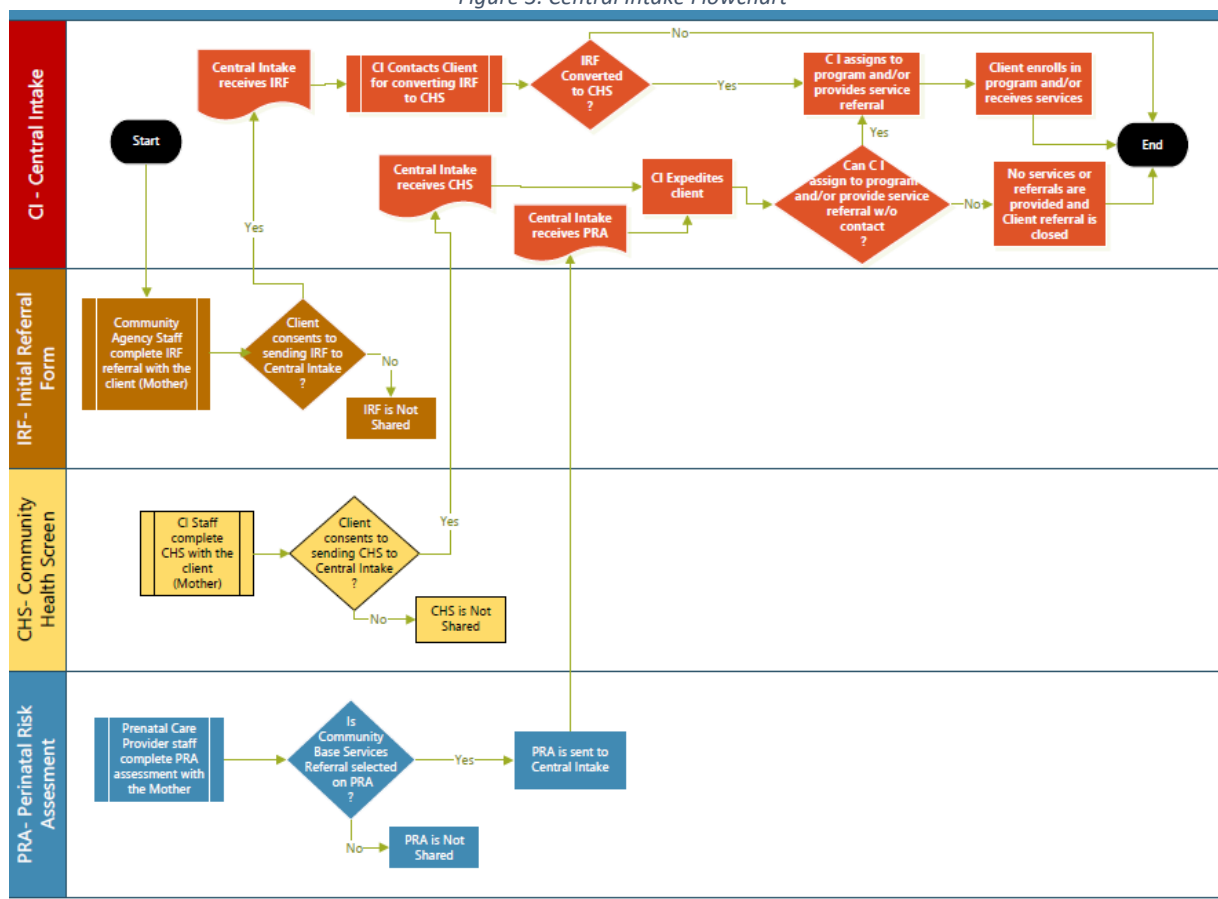 Figure 3. Central Intake Flowchart
CI - Central Intake
Start
Central Intake
receives IRF
CI Contacts Client
for converting IRF
to CHS
IRF
Converted
to CHS
?
No
Yes
C I assigns to
program and/or
provides service
referral
Client enrolls in
program and/or
receives services
End
Yes
Central Intake
receives CHS
Central Intake
receives PRA
CI Expedites
client
Can C I
assign to program
and/or provide service
referral w/o
contact
?
Yes
No
No services or
referrals are
provided and
Client referral is
closed
IRF- Initial Referral
Form
Community
Agency Staff
complete IRF
referral with the
client (Mother)
Client
consents to
sending IRF to
Central Intake
?
No
IRF is Not
Shared
CHS- Community
Health Screen
CI Staff
complete
CHS with the
client
(Mother)
Client
consents to
sending CHS to
Central Intake
?
Yes
No
CHS is Not
Shared
PRA- Perinatal Risk
Assesment
Prenatal Care
Provider staff
complete PRA
assessment with
the Mother
Is
Community
Base Services
Referral selected
on PRA
?
Yes
PRA is sent to
Central Intake
No
PRA is Not
Shared